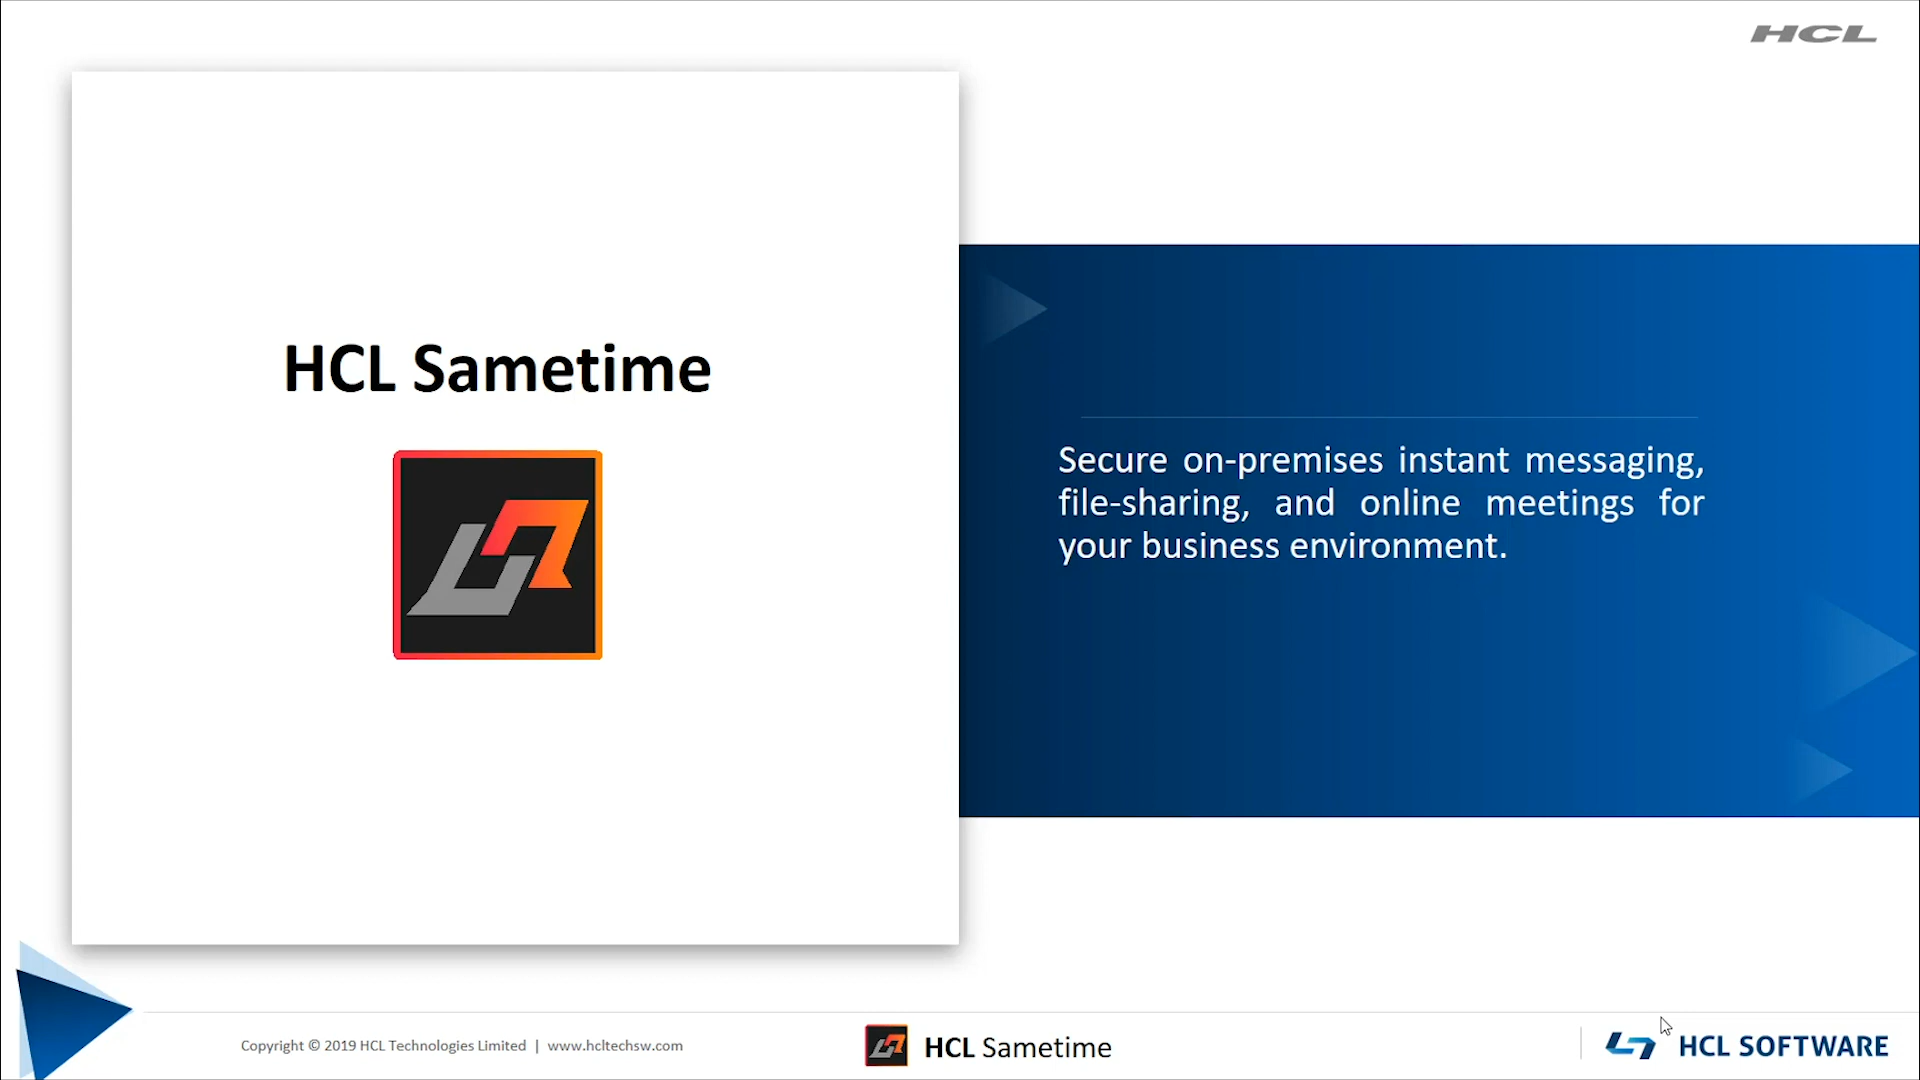 HCL
HCL Sametime
Secure on-premises instant messaging,
file-sharing, and online meetings for
your business environment.
Copyright © 2019 HCL Technologies Limited | www.hcltechsw.com
HCL Sametime
HCL SOFTWARE